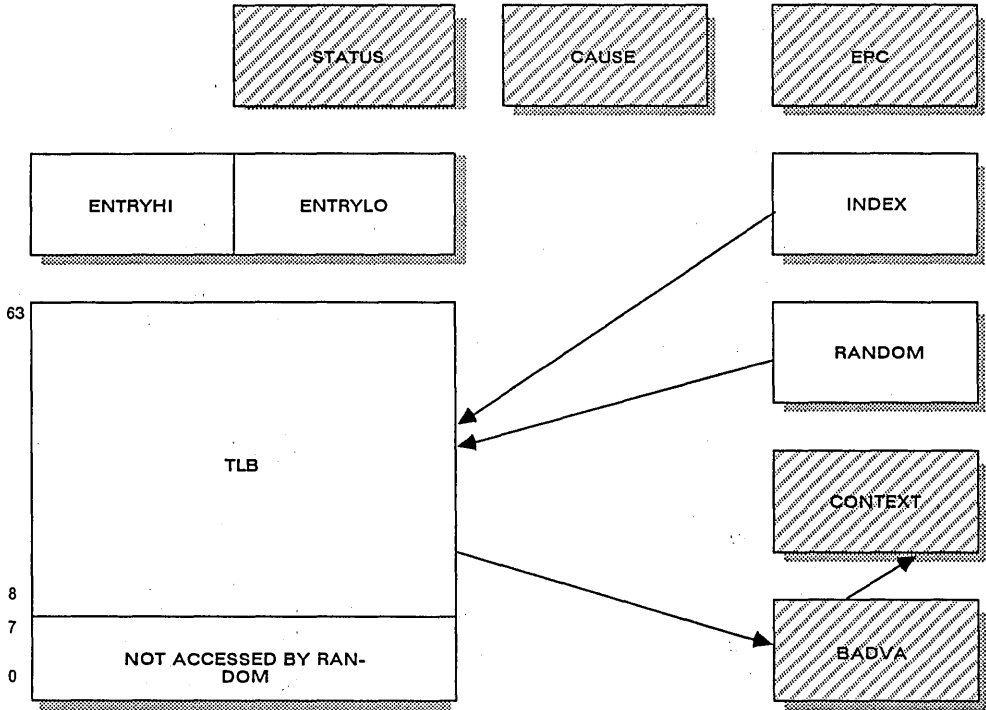 STATUS
CAUSE
EPC
ENTRYHI
ENTRYLO
INDEX
63
RANDOM
TLB
CONTEXT
8
7
NOT ACCESSED BY RAN-
DOM
0
BADVA